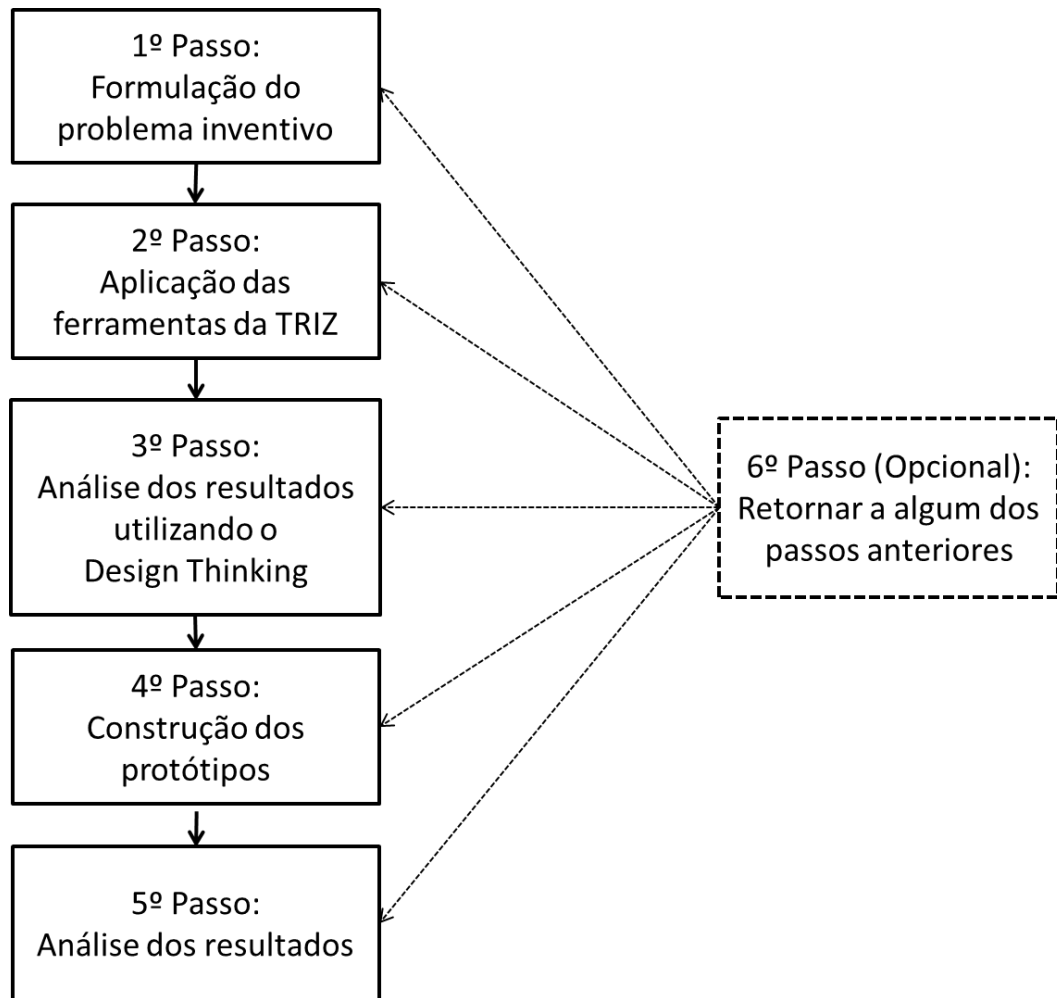 1º Passo:
Formulação do
problema inventivo
2º Passo:
Aplicação das
ferramentas da TRIZ
3º Passo:
Análise dos resultados
utilizando o
Design Thinking
4º Passo:
Construção dos
protótipos
5º Passo:
Análise dos resultados
6º Passo (Opcional):
Retornar a algum dos
passos anteriores